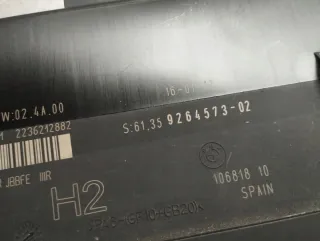 W:02.4A.00
2236212882
S:61.35 9264573-02
JBBFE IIIR
H2
106818 10
SPAIN